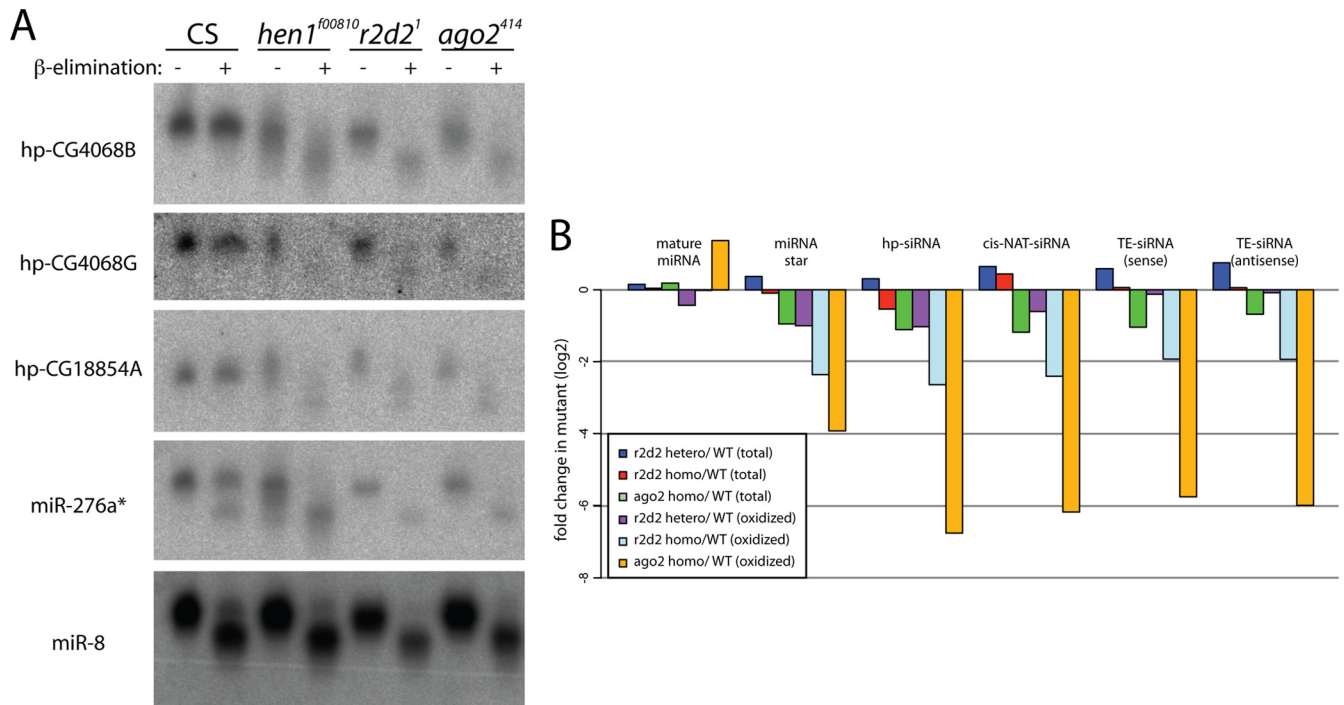 A
CS hen1f00810 r2d21 ago2414
β-elimination: - + - + - + - +
hp-CG4068B
hp-CG4068G
hp-CG18854A
miR-276a*
miR-8
B
mature
miRNA
miRNA
star
hp-siRNA
cis-NAT-siRNA
TE-siRNA
(sense)
TE-siRNA
(antisense)
fold change in mutant (log2)
0
-2
-4
-6
-8
r2d2 hetero/ WT (total)
r2d2 homo/WT (total)
ago2 homo/ WT (total)
r2d2 hetero/ WT (oxidized)
r2d2 homo/WT (oxidized)
ago2 homo/ WT (oxidized)